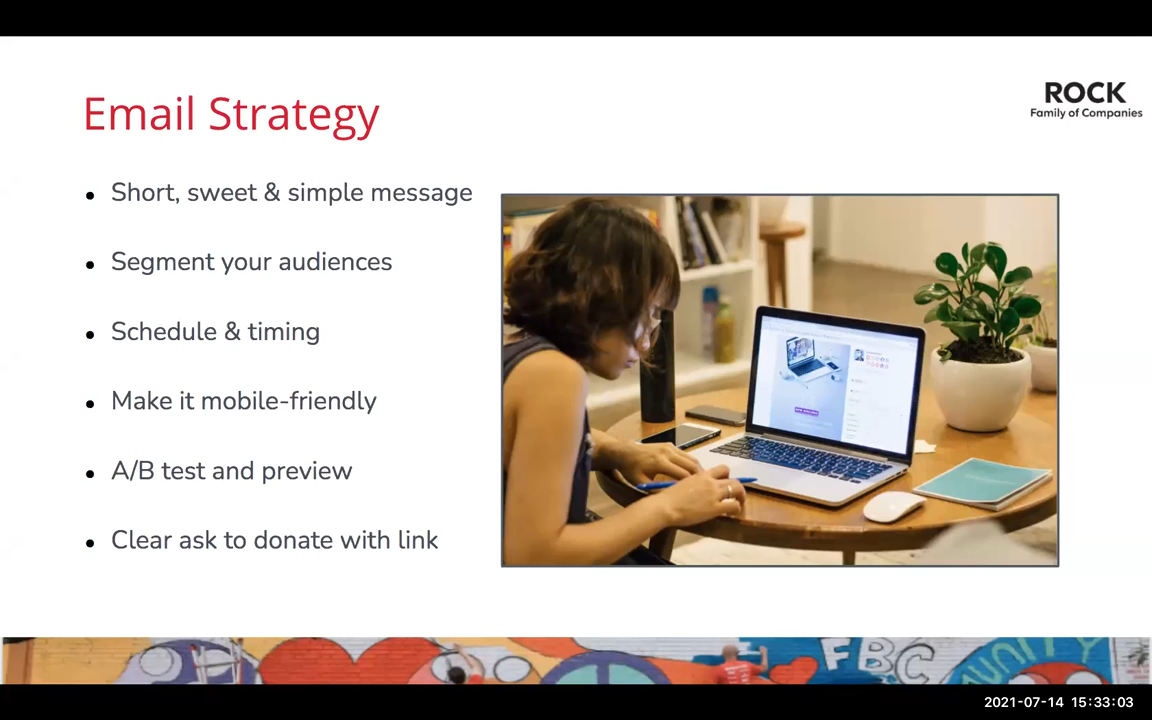 Email Strategy
ROCK
Family of Companies
• Short, sweet & simple message
• Segment your audiences
• Schedule & timing
• Make it mobile-friendly
• A/B test and preview
• Clear ask to donate with link
FBC
UNITY
2021-07-14 15:33:03